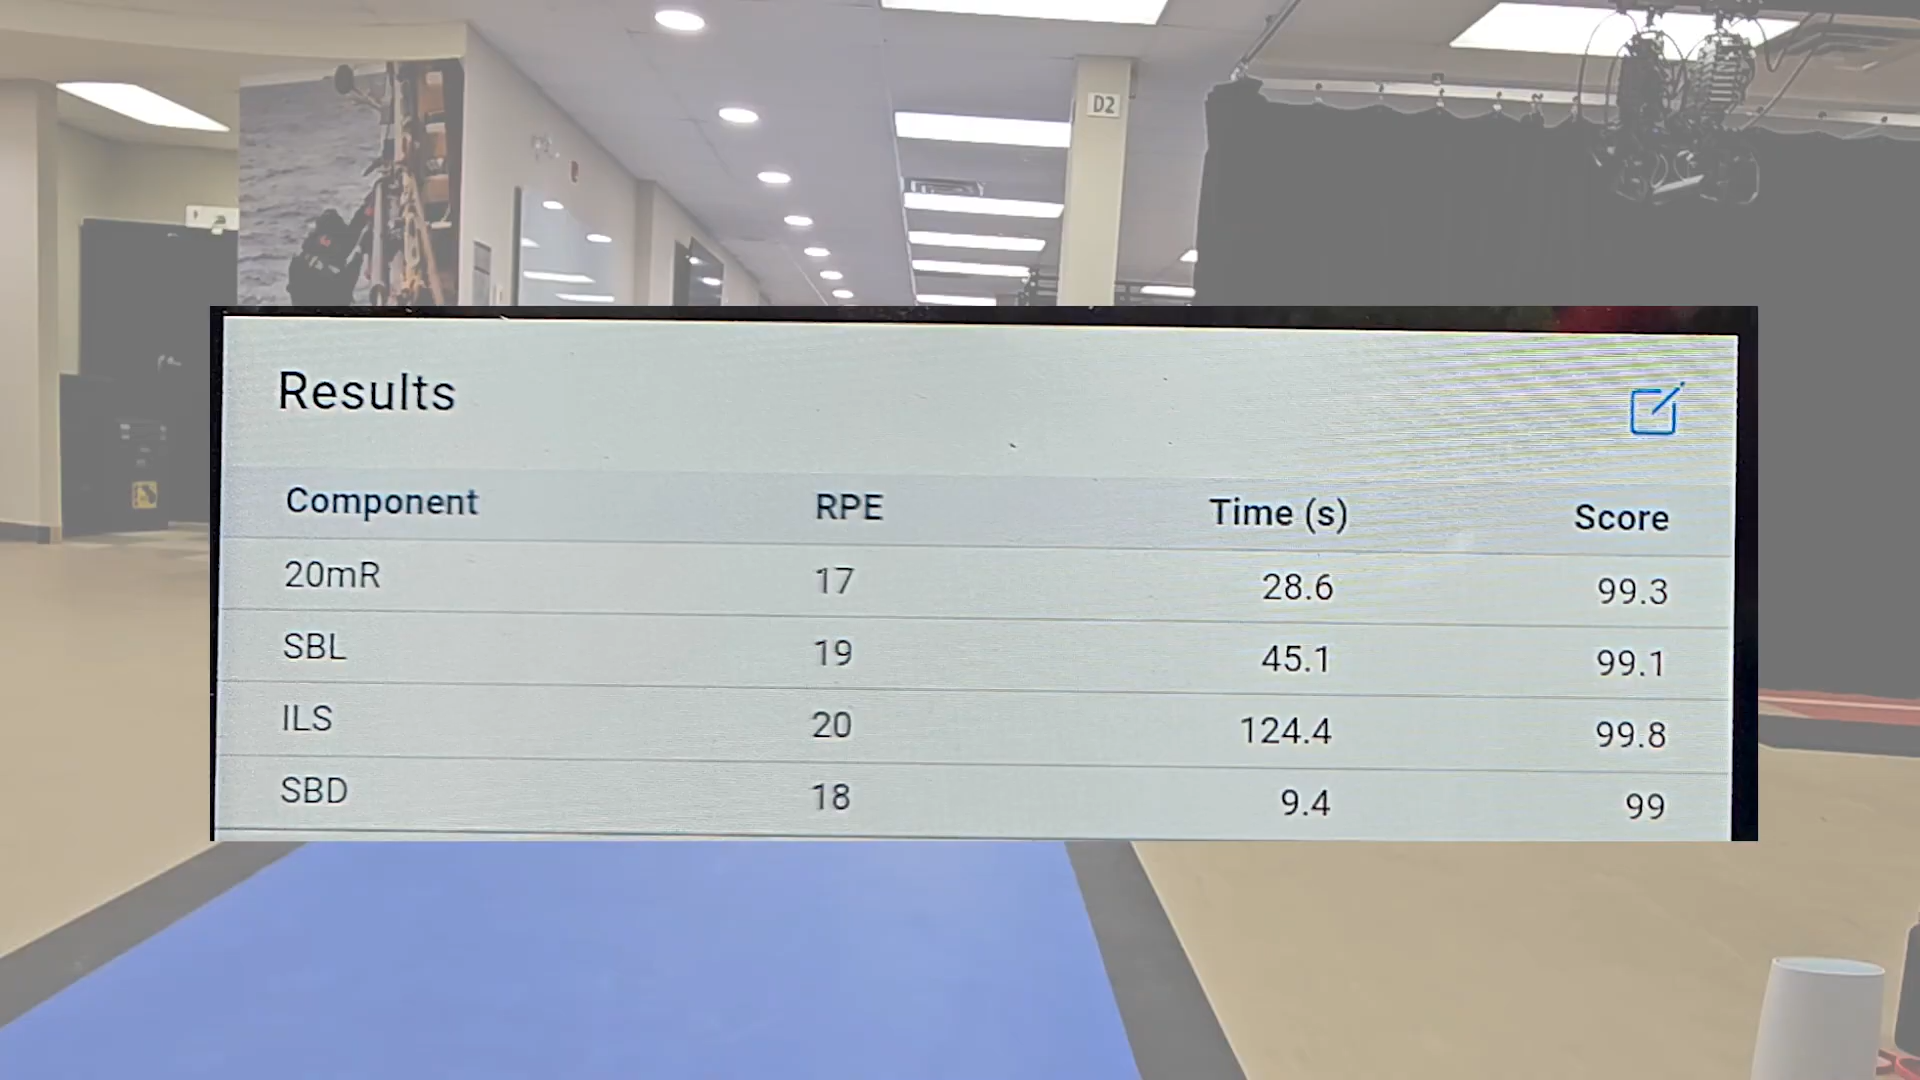 D2
Results
Component RPE Time (s) Score
20mR 17 28.6 99.3
SBL 19 45.1 99.1
ILS 20 124.4 99.8
SBD 18 9.4 99